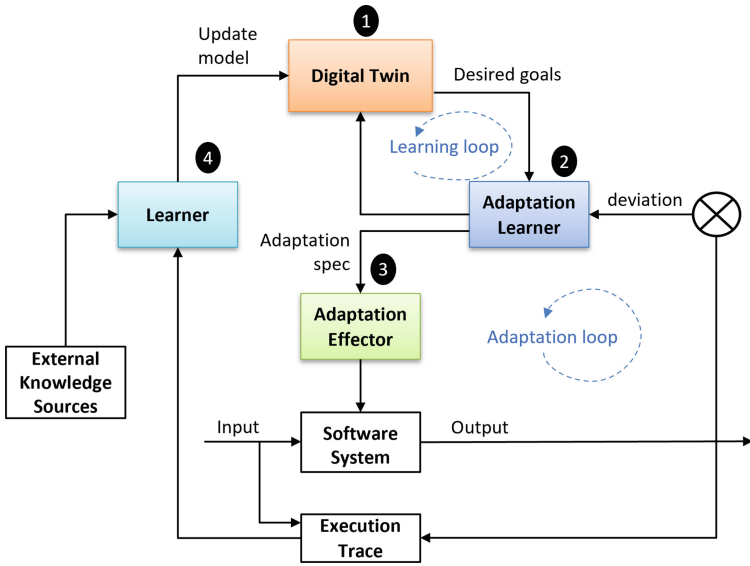 1
Update
model
Digital Twin
Desired goals
Learning loop
4
2
Learner
Adaptation
Learner
deviation
Adaptation
spec
3
Adaptation
Effector
Adaptation loop
External
Knowledge
Sources
Input
Software
System
Output
Execution
Trace